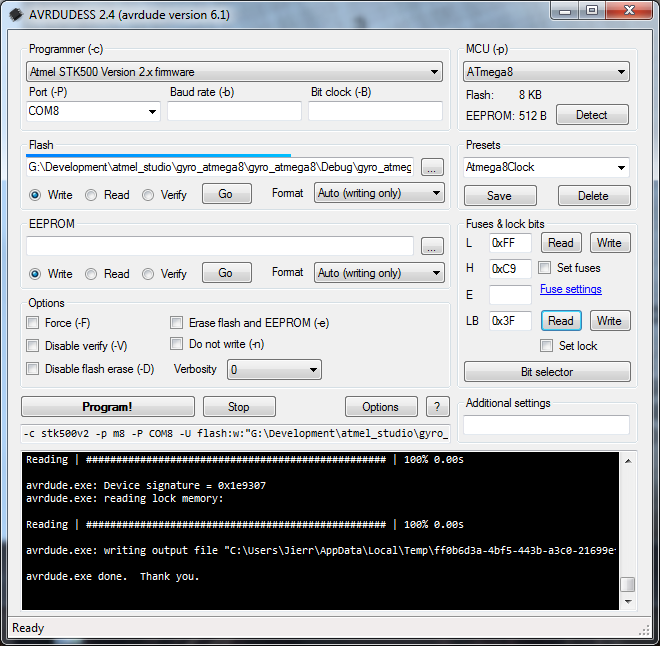 AVRDUDESS 2.4 (avrdude version 6.1)
Programmer (-c)
Atmel STK500 Version 2.x firmware
Port (-P) Baud rate (-b) Bit clock (-B)
COM8
MCU (-p)
ATmega8
Flash: 8 KB
EEPROM: 512 B Detect
Flash
G:\Development\atmel_studio\gyro_atmega8\gyro_atmega8\Debug\gyro_atmeg ...
Write Read Verify Go Format Auto (writing only)
Presets
Atmega8Clock
Save Delete
EEPROM
...
Write Read Verify Go Format Auto (writing only)
Fuses & lock bits
L 0xFF Read Write
H 0xC9 Set fuses
E Fuse settings
LB 0x3F Read Write
Set lock
Bit selector
Options
Force (-F) Erase flash and EEPROM (-e)
Disable verify (-V) Do not write (-n)
Disable flash erase (-D) Verbosity 0
Program! Stop Options ?
Additional settings
-c stk500v2 -p m8 -P COM8 -U flash:w:"G:\Development\atmel_studio\gyro_
Reading | ################################################## | 100% 0.00s
avrdude.exe: Device signature = 0x1e9307
avrdude.exe: reading lock memory:
Reading | ################################################## | 100% 0.00s
avrdude.exe: writing output file "C:\Users\Jierr\AppData\Local\Temp\ff0b6d3a-4bf5-443b-a3c0-21699e
avrdude.exe done.  Thank you.
Ready